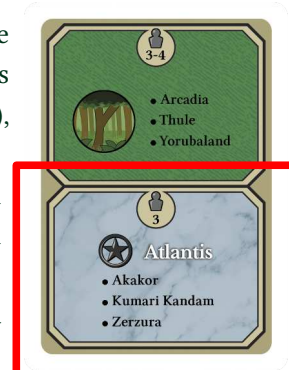 e
s
),
3-4
• Arcadia
• Thule
• Yorubaland
3
Atlantis
• Akakor
• Kumari Kandam
• Zerzura